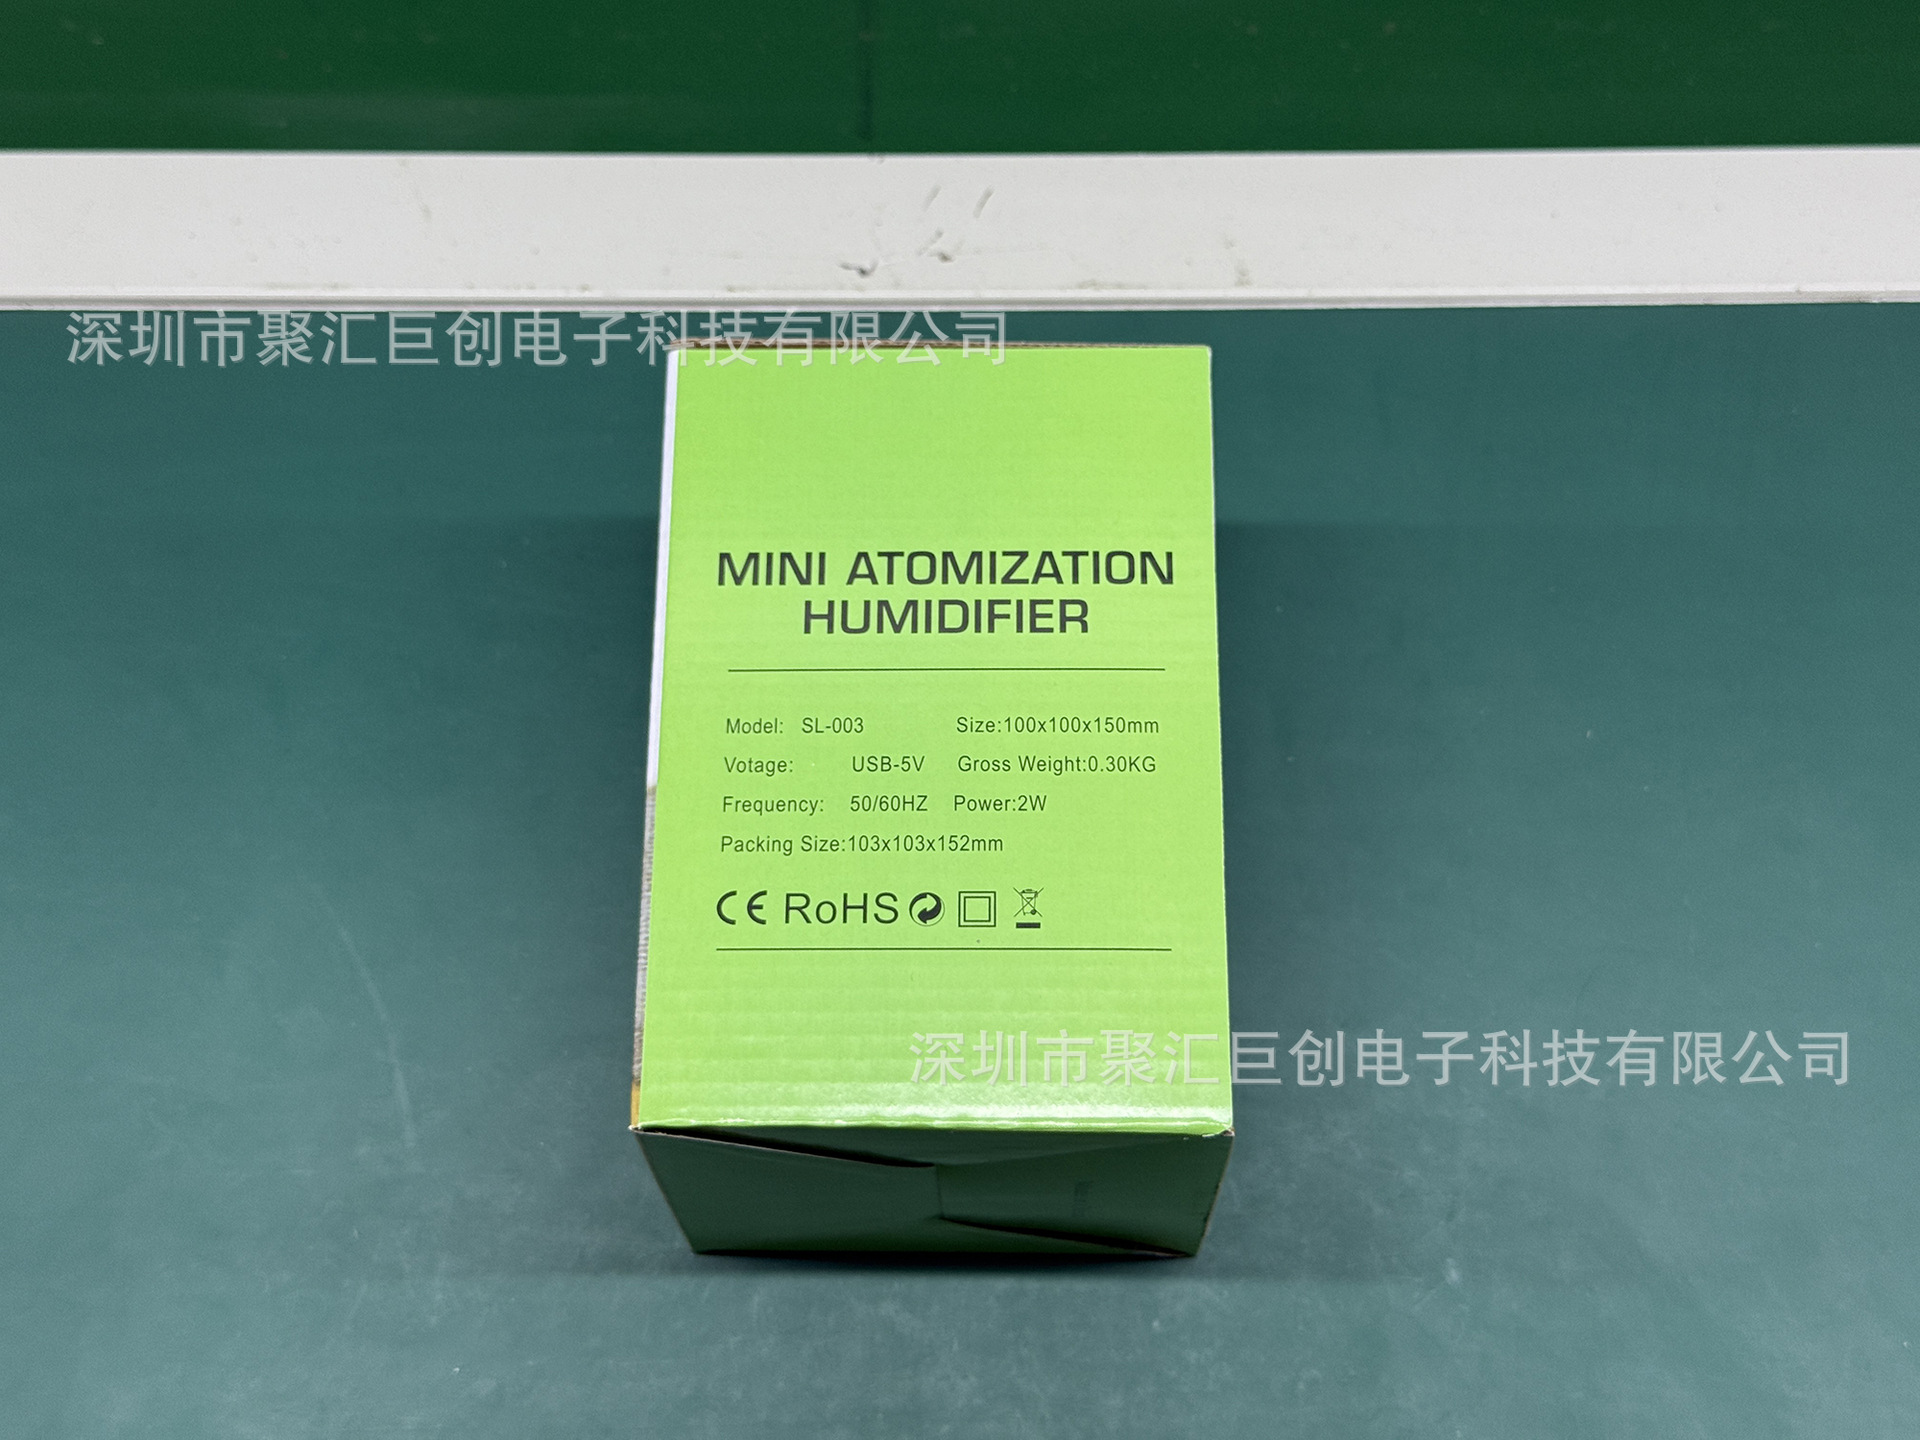 深圳市聚汇巨创电子科技有限公司
MINI ATOMIZATION
HUMIDIFIER
Model: SL-003 Size:100x100x150mm
Votage: USB-5V Gross Weight:0.30KG
Frequency: 50/60HZ Power:2W
Packing Size:103x103x152mm
CE RoHS
深圳市聚汇巨创电子科技有限公司